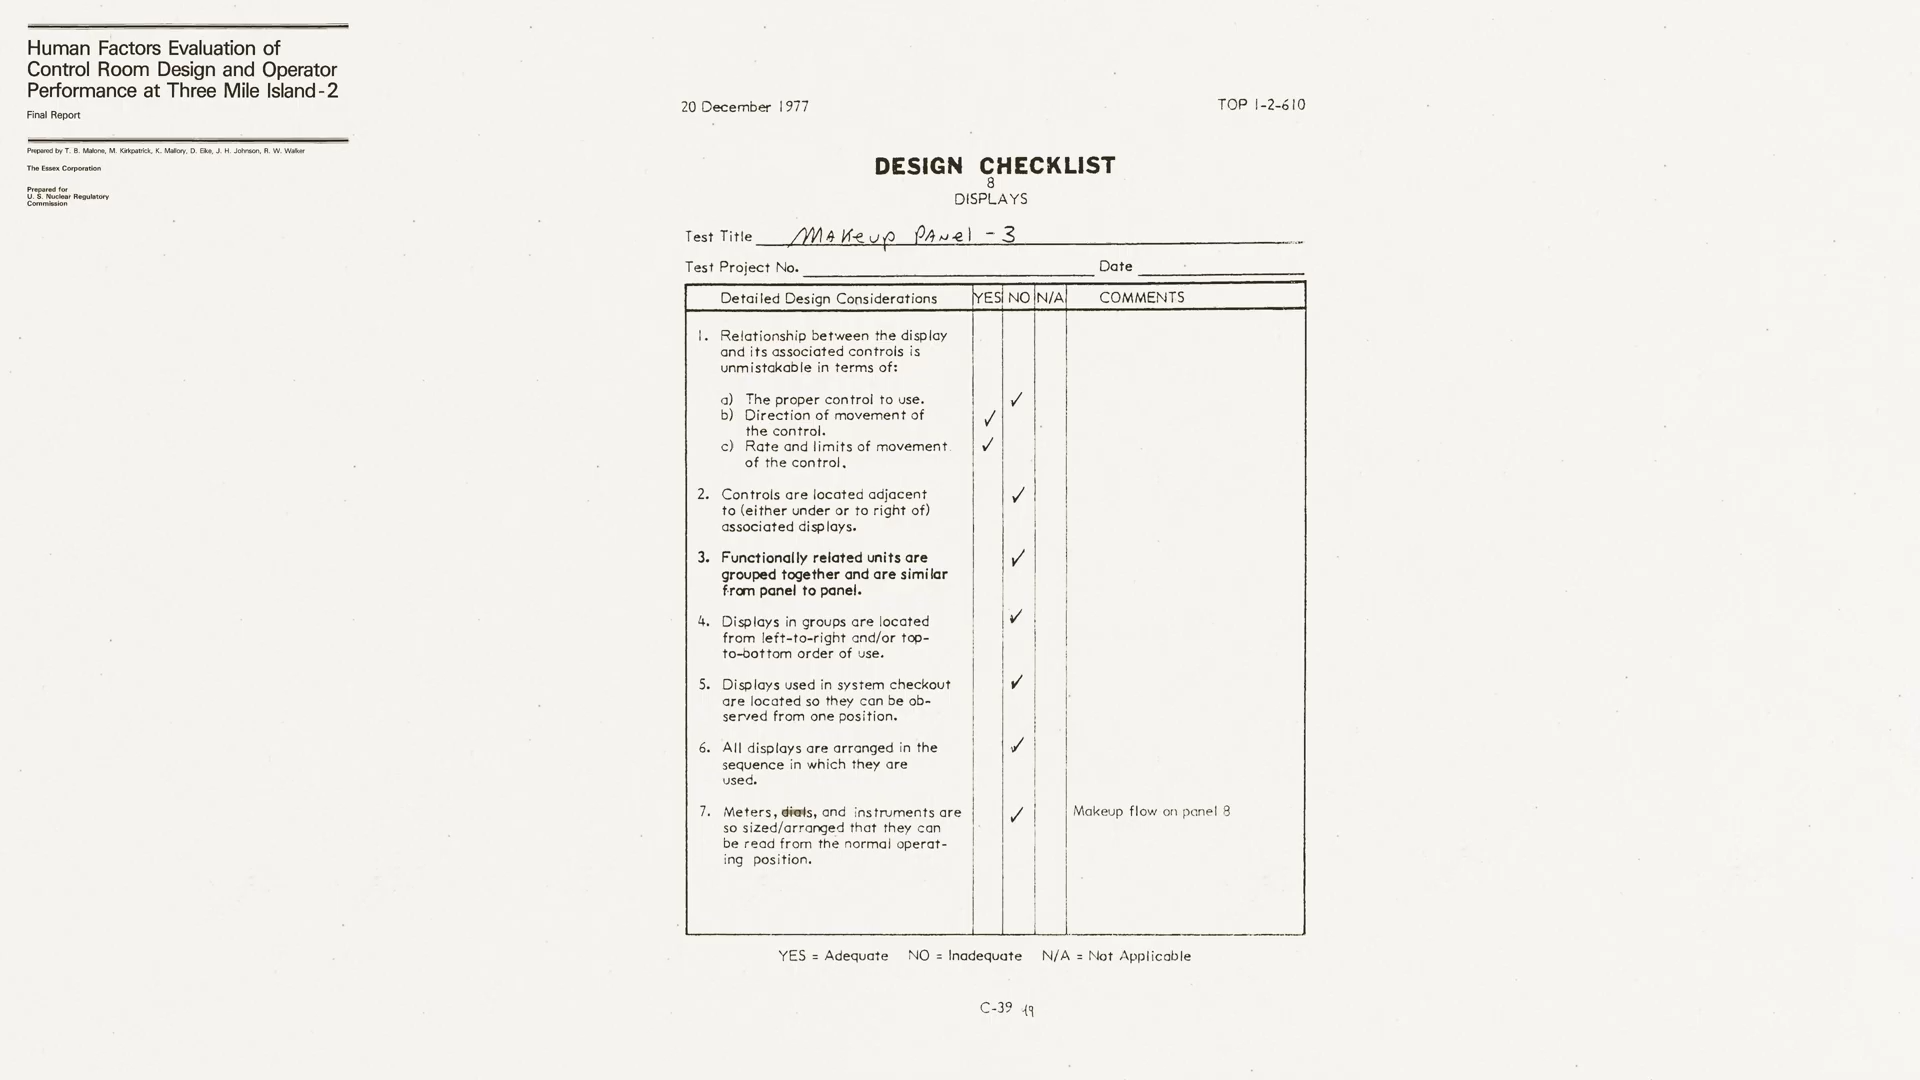 Human Factors Evaluation of
Control Room Design and Operator
Performance at Three Mile Island-2
Final Report
Prepared by T. B. Malone, M. Kirkpatrick, K. Mallory, D. Eike, J. H. Johnson, R. W. Walker
The Essex Corporation
Prepared for
U. S. Nuclear Regulatory
Commission
20 December 1977 TOP 1-2-610
DESIGN CHECKLIST
8
DISPLAYS
Test Title Makeup Panel - 3
Test Project No. Date
Detailed Design Considerations YES NO N/A COMMENTS
1. Relationship between the display
and its associated controls is
unmistakable in terms of:
a) The proper control to use. ✓
b) Direction of movement of ✓
the control.
c) Rate and limits of movement ✓
of the control.
2. Controls are located adjacent ✓
to (either under or to right of)
associated displays.
3. Functionally related units are ✓
grouped together and are similar
from panel to panel.
4. Displays in groups are located ✓
from left-to-right and/or top-
to-bottom order of use.
5. Displays used in system checkout ✓
are located so they can be ob-
served from one position.
6. All displays are arranged in the ✓
sequence in which they are
used.
7. Meters, dials, and instruments are ✓ Makeup flow on panel 8
so sized/arranged that they can
be read from the normal operat-
ing position.
YES = Adequate NO = Inadequate N/A = Not Applicable
C-39 49